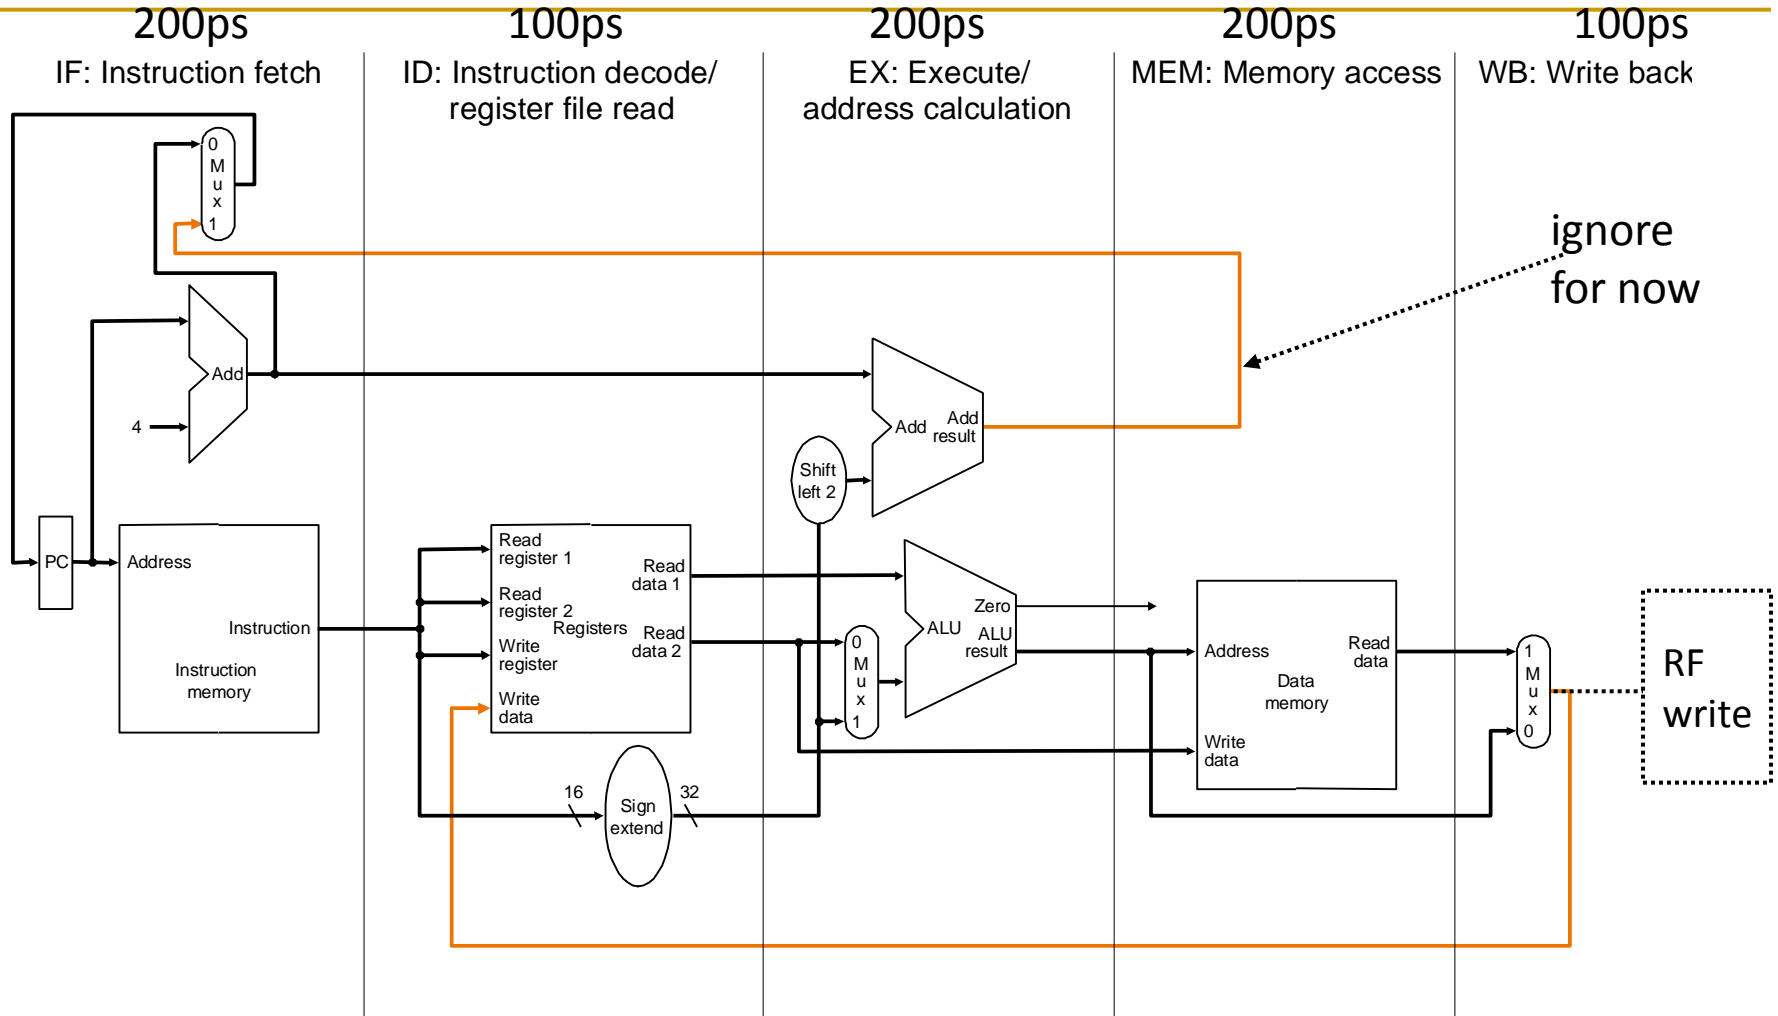 200ps
100ps
200ps
200ps
100ps
IF: Instruction fetch
ID: Instruction decode/
register file read
EX: Execute/
address calculation
MEM: Memory access
WB: Write back
0
M
u
x
1
ignore
for now
Add
4
Add
Add
result
Shift
left 2
PC
Address
Instruction
Instruction
memory
Read
register 1
Read
register 2
Registers
Write
register
Write
data
Read
data 1
Read
data 2
16
Sign
extend
32
0
M
u
x
1
Zero
ALU
ALU
result
Address
Read
data
Data
memory
Write
data
1
M
u
x
0
RF
write